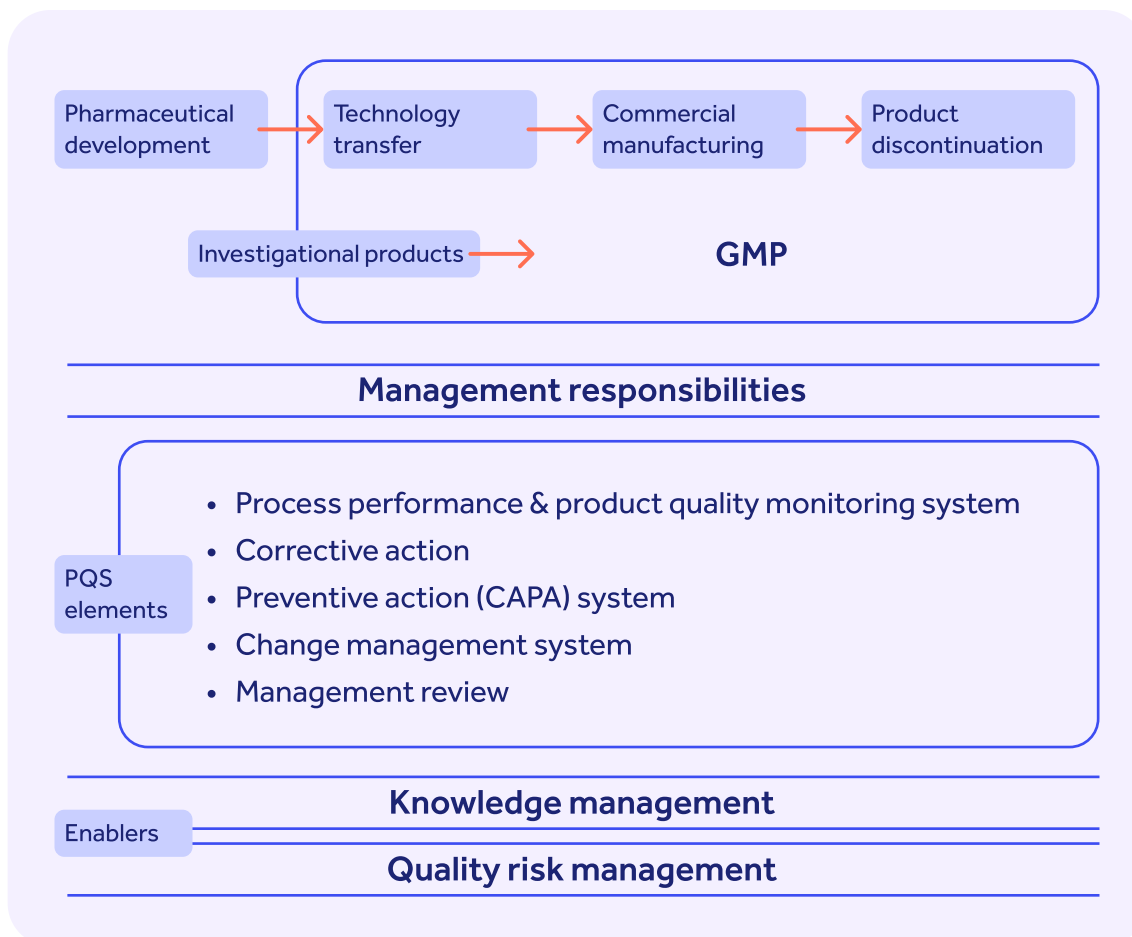 Pharmaceutical
development
Technology
transfer
Commercial
manufacturing
Product
discontinuation
Investigational products
GMP
Management responsibilities
PQS
elements
• Process performance & product quality monitoring system
• Corrective action
• Preventive action (CAPA) system
• Change management system
• Management review
Knowledge management
Enablers
Quality risk management